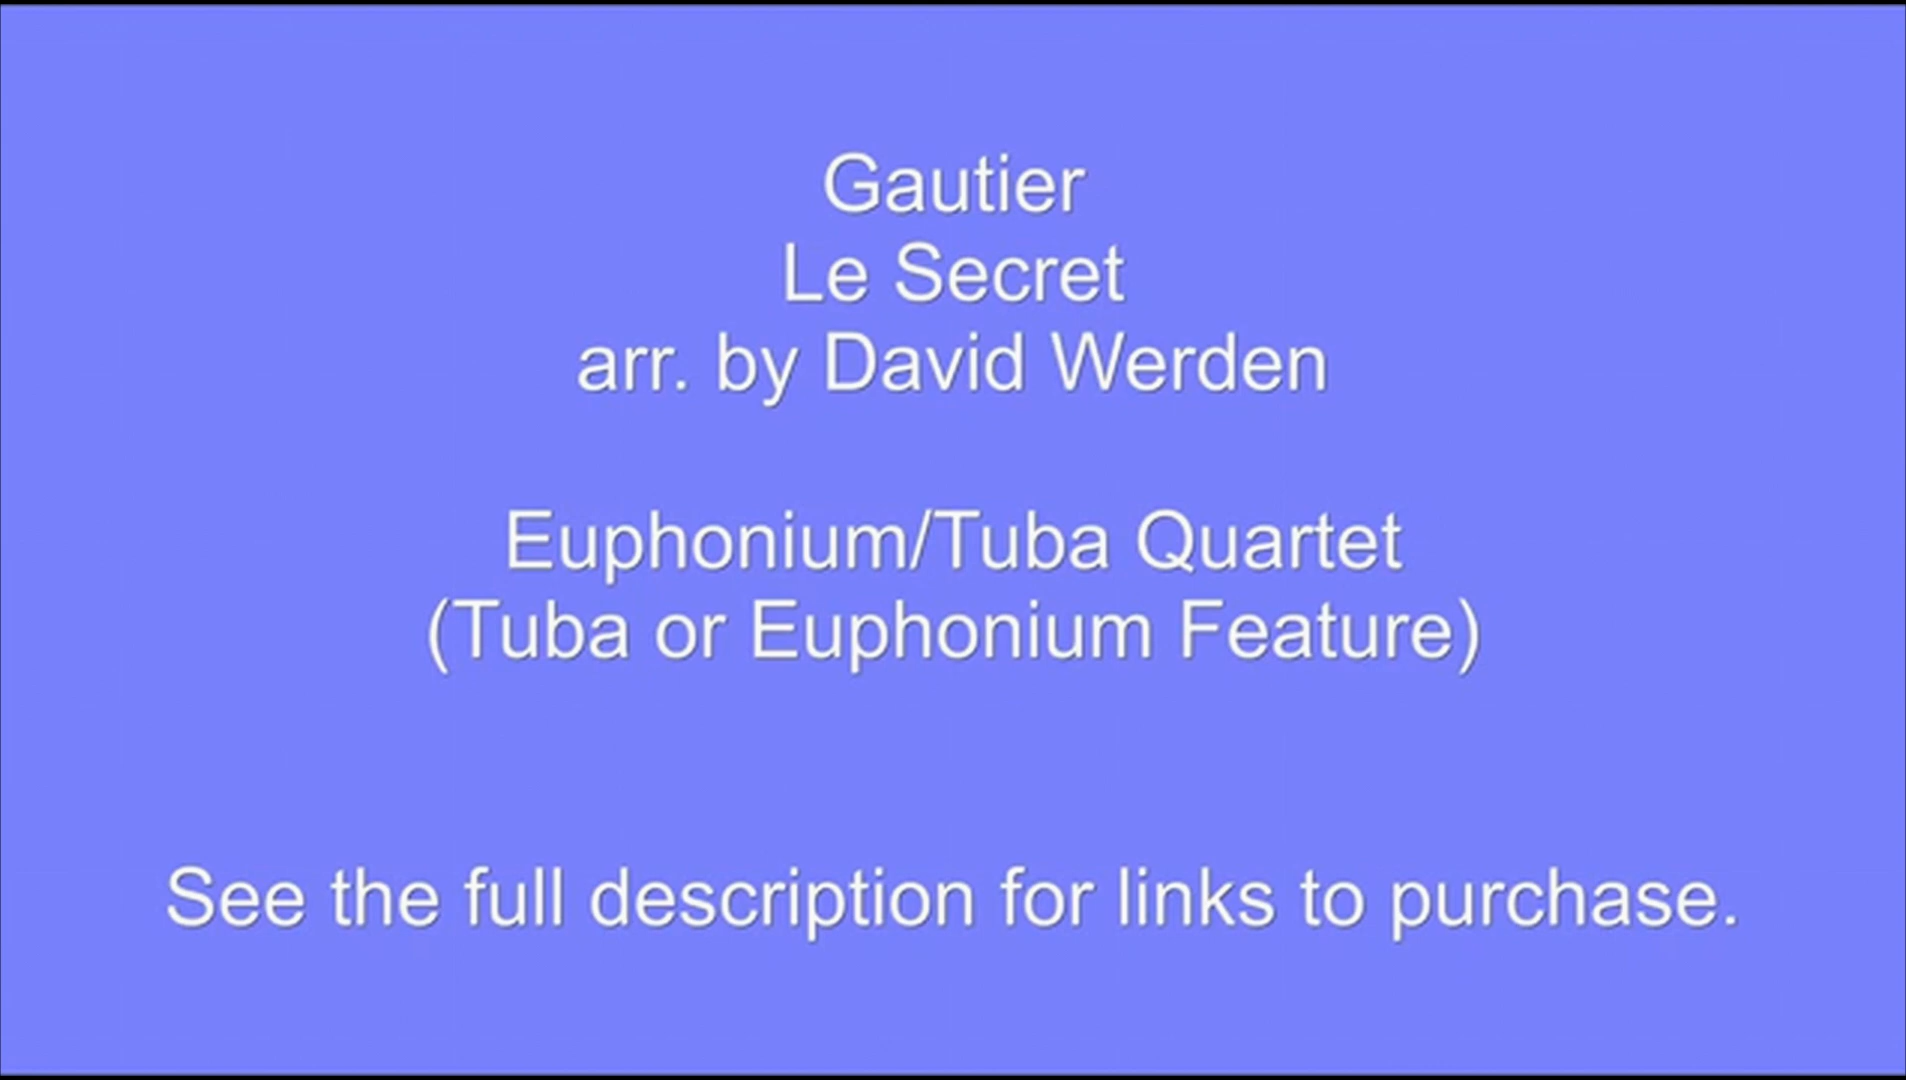 Gautier
Le Secret
arr. by David Werden
Euphonium/Tuba Quartet
(Tuba or Euphonium Feature)
See the full description for links to purchase.